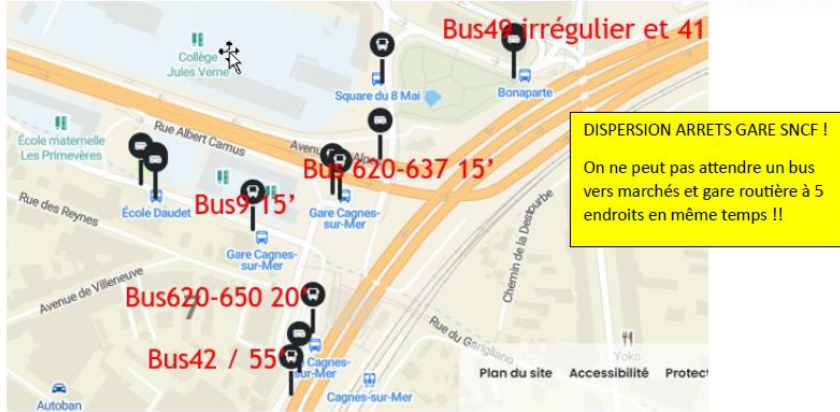 Bus49 irrégulier et 41
Collège
Jules Verne
Square du 8 Mai
Bonaparte
DISPERSION ARRETS GARE SNCF !
On ne peut pas attendre un bus
vers marchés et gare routière à 5
endroits en même temps !!
École maternelle
Les Primevères
Rue Albert Camus
Avenue
Bus 620-637 15’
Rue des Reynes
École Daudet
Bus9 15’
Gare Cagnes-
sur-Mer
Gare Cagnes-
sur-Mer
Chemin de la Destourbe
Avenue de Villeneuve
Bus620-650 20’
7
Rue du Garigliano
Bus42 / 55’
Cagnes-
sur-Mer
Yoko
Plan du site Accessibilité Protect
Cagnes-sur-Mer
Autoban